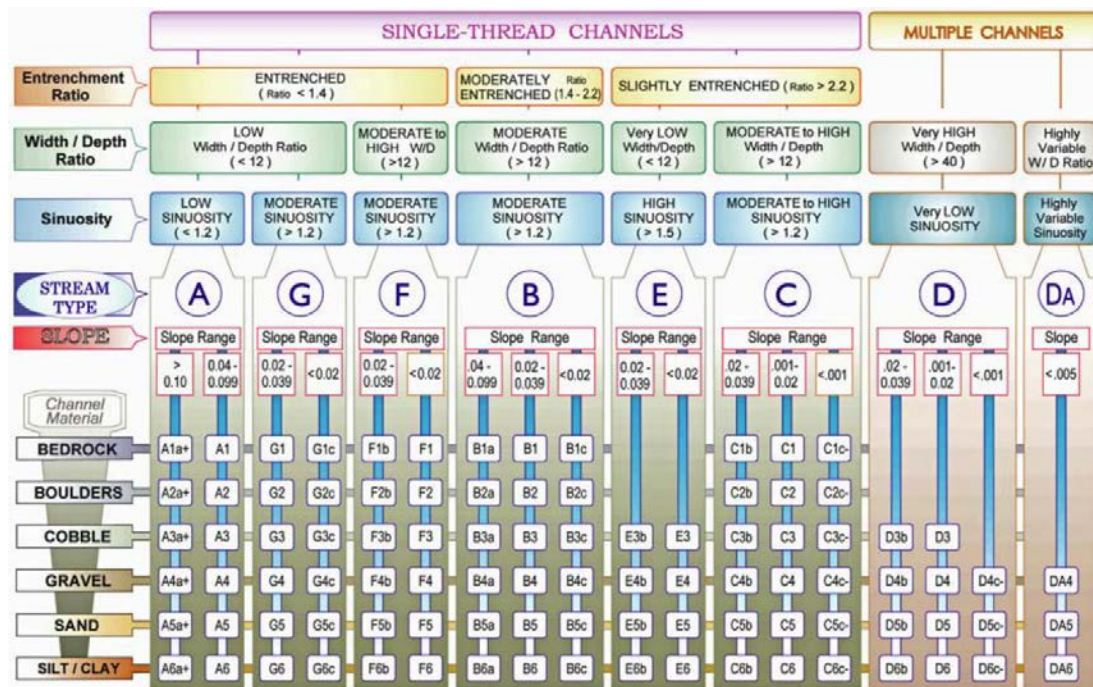 SINGLE-THREAD CHANNELS
MULTIPLE CHANNELS
Entrenchment
Ratio
ENTRENCHED
( Ratio < 1.4 )
MODERATELY Ratio
ENTRENCHED (1.4 - 2.2)
SLIGHTLY ENTRENCHED ( Ratio > 2.2 )
Width / Depth
Ratio
LOW
Width / Depth Ratio
( < 12 )
MODERATE to
HIGH W/D
( >12 )
MODERATE
Width / Depth Ratio
( > 12 )
Very LOW
Width/Depth
( < 12 )
MODERATE to HIGH
Width / Depth
( > 12 )
Very HIGH
Width / Depth
( > 40 )
Highly
Variable
W / D Ratio
Sinuosity
LOW
SINUOSITY
( < 1.2 )
MODERATE
SINUOSITY
( > 1.2 )
MODERATE
SINUOSITY
( > 1.2 )
MODERATE
SINUOSITY
( > 1.2 )
HIGH
SINUOSITY
( > 1.5 )
MODERATE to HIGH
SINUOSITY
( > 1.2 )
Very LOW
SINUOSITY
Highly
Variable
Sinuosity
STREAM
TYPE
A G F B E C D DA
SLOPE
Slope Range Slope Range Slope Range Slope Range Slope Range Slope Range Slope Range Slope
> 0.10
0.04 - 0.099
0.02 - 0.039
<0.02
0.02 - 0.039
<0.02
.04 - 0.099
0.02 - 0.039
<0.02
0.02 - 0.039
<0.02
.02 - 0.039
.001- 0.02
<.001
.02 - 0.039
.001- 0.02
<.001
<.005
Channel
Material
BEDROCK A1a+ A1 G1 G1c F1b F1 B1a B1 B1c C1b C1 C1c-
BOULDERS A2a+ A2 G2 G2c F2b F2 B2a B2 B2c C2b C2 C2c-
COBBLE A3a+ A3 G3 G3c F3b F3 B3a B3 B3c E3b E3 C3b C3 C3c- D3b D3
GRAVEL A4a+ A4 G4 G4c F4b F4 B4a B4 B4c E4b E4 C4b C4 C4c- D4b D4 D4c- DA4
SAND A5a+ A5 G5 G5c F5b F5 B5a B5 B5c E5b E5 C5b C5 C5c- D5b D5 D5c- DA5
SILT / CLAY A6a+ A6 G6 G6c F6b F6 B6a B6 B6c E6b E6 C6b C6 C6c- D6b D6 D6c- DA6